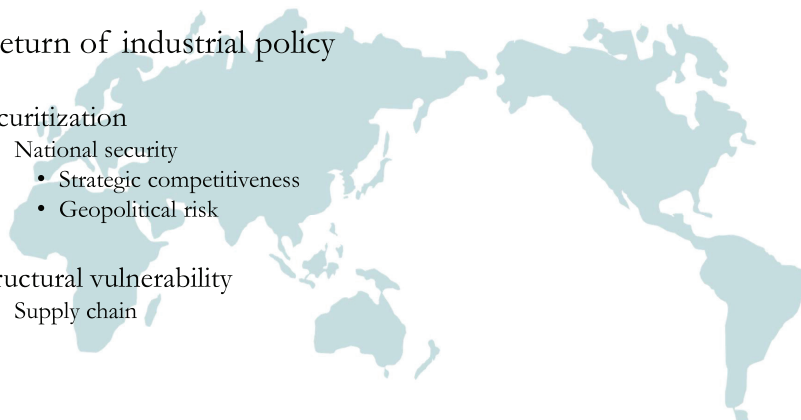 eturn of industrial policy
curitization
National security
• Strategic competitiveness
• Geopolitical risk
ructural vulnerability
Supply chain